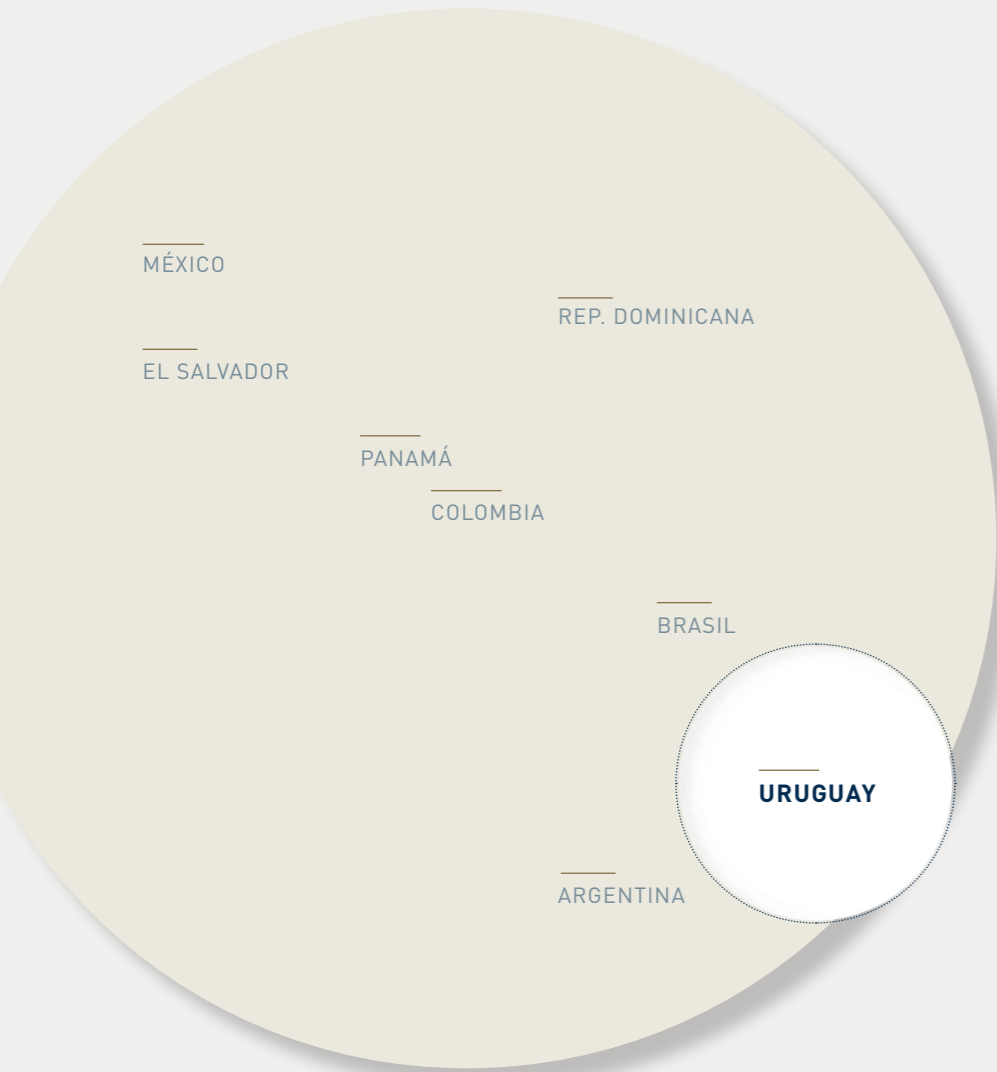 MÉXICO
REP. DOMINICANA
EL SALVADOR
PANAMÁ
COLOMBIA
BRASIL
URUGUAY
ARGENTINA